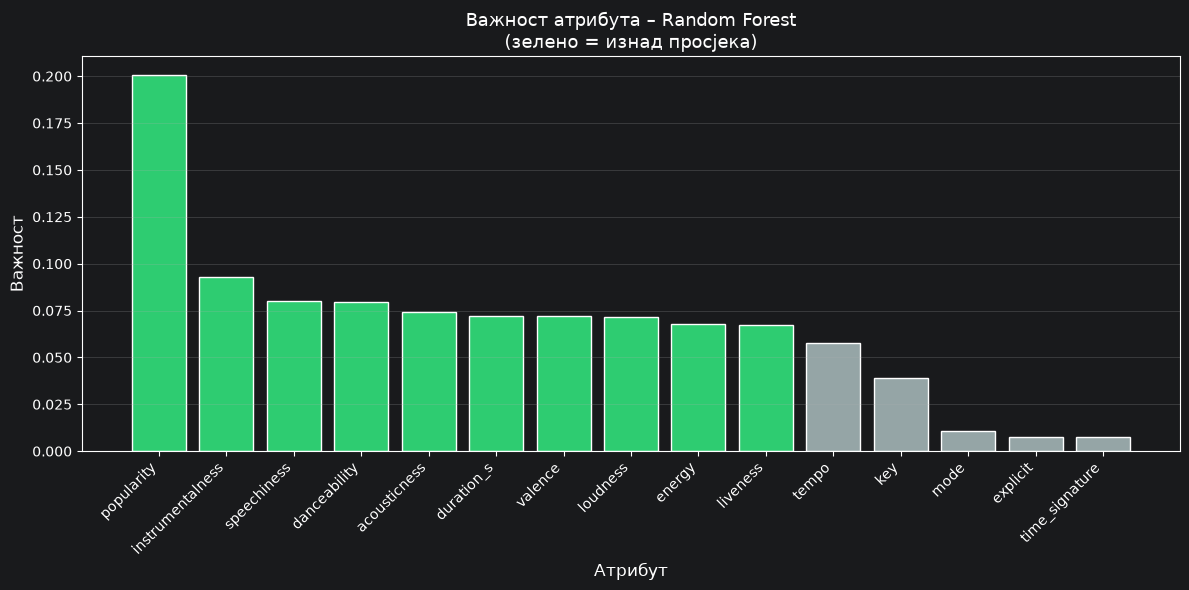 Важност атрибута – Random Forest
(зелено = изнад просјека)
Важност
0.200
0.175
0.150
0.125
0.100
0.075
0.050
0.025
0.000
popularity
instrumentalness
speechiness
danceability
acousticness
duration_s
valence
loudness
energy
liveness
tempo
key
mode
explicit
time_signature
Атрибут